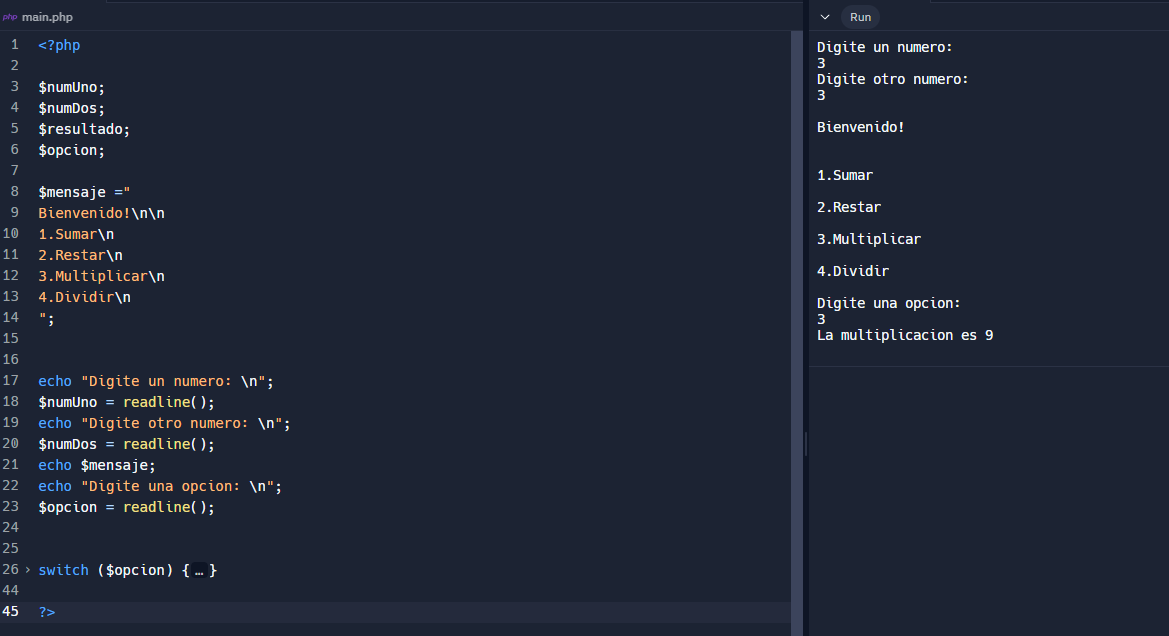 php main.php
1 <?php
2
3 $numUno;
4 $numDos;
5 $resultado;
6 $opcion;
7
8 $mensaje ="
9 Bienvenido!\n\n
10 1.Sumar\n
11 2.Restar\n
12 3.Multiplicar\n
13 4.Dividir\n
14 ";
15
16
17 echo "Digite un numero: \n";
18 $numUno = readline();
19 echo "Digite otro numero: \n";
20 $numDos = readline();
21 echo $mensaje;
22 echo "Digite una opcion: \n";
23 $opcion = readline();
24
25
26 switch ($opcion) {…}
44
45 ?>
Run
Digite un numero:
3
Digite otro numero:
3
Bienvenido!
1.Sumar
2.Restar
3.Multiplicar
4.Dividir
Digite una opcion:
3
La multiplicacion es 9